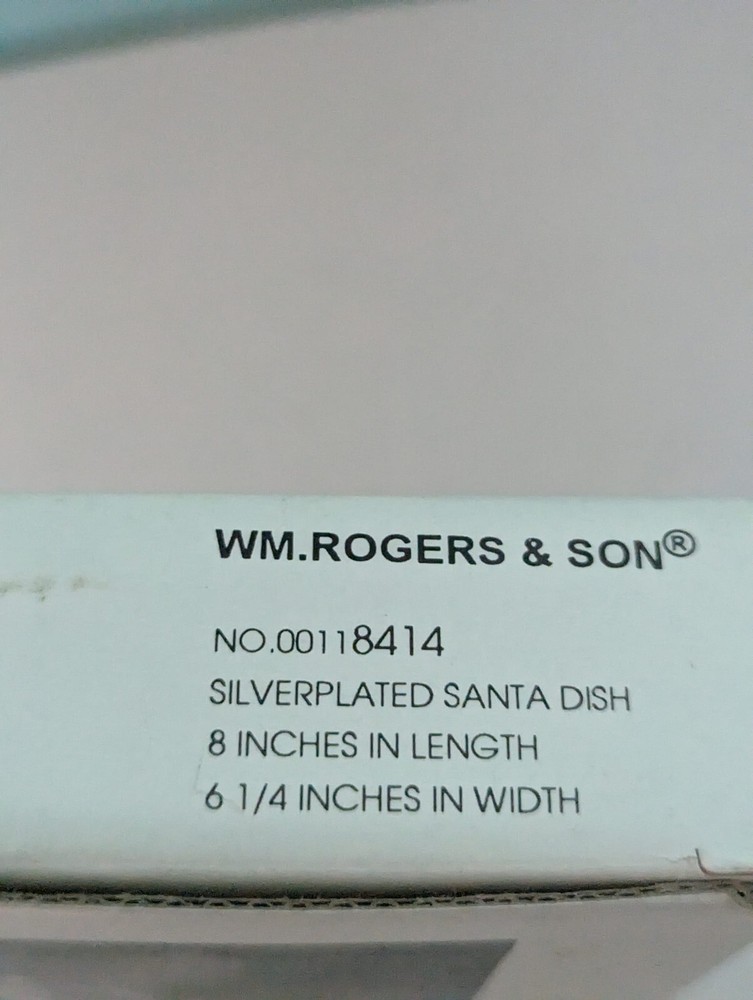 WM.ROGERS & SON®
NO.00118414
SILVERPLATED SANTA DISH
8 INCHES IN LENGTH
6 1/4 INCHES IN WIDTH